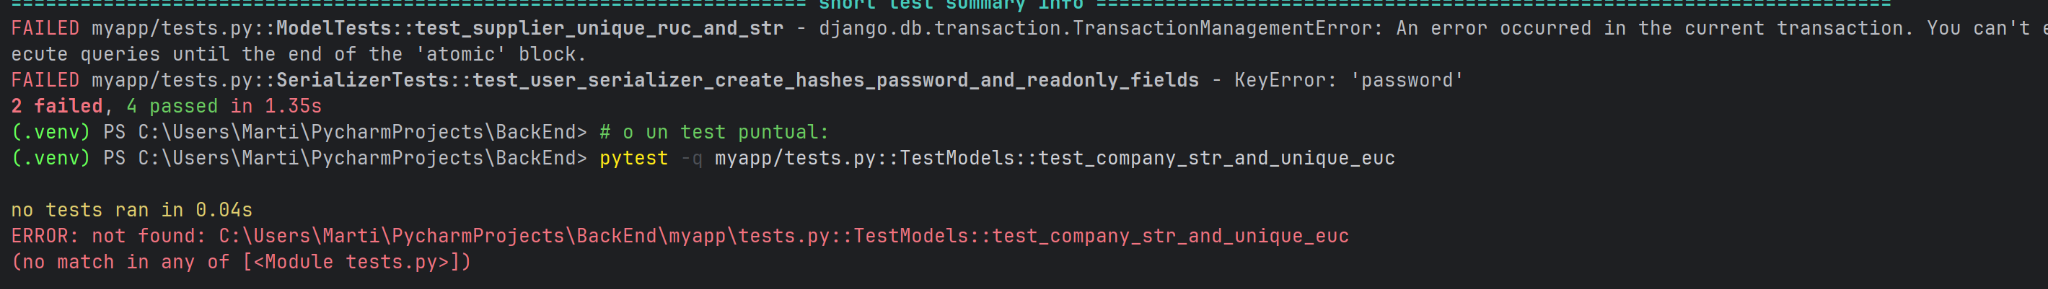 ============================================================================ short test summary info ============================================================================
FAILED myapp/tests.py::ModelTests::test_supplier_unique_ruc_and_str - django.db.transaction.TransactionManagementError: An error occurred in the current transaction. You can't e
ecute queries until the end of the 'atomic' block.
FAILED myapp/tests.py::SerializerTests::test_user_serializer_create_hashes_password_and_readonly_fields - KeyError: 'password'
2 failed, 4 passed in 1.35s
(.venv) PS C:\Users\Marti\PycharmProjects\BackEnd> # o un test puntual:
(.venv) PS C:\Users\Marti\PycharmProjects\BackEnd> pytest -q myapp/tests.py::TestModels::test_company_str_and_unique_euc
no tests ran in 0.04s
ERROR: not found: C:\Users\Marti\PycharmProjects\BackEnd\myapp\tests.py::TestModels::test_company_str_and_unique_euc
(no match in any of [<Module tests.py>])